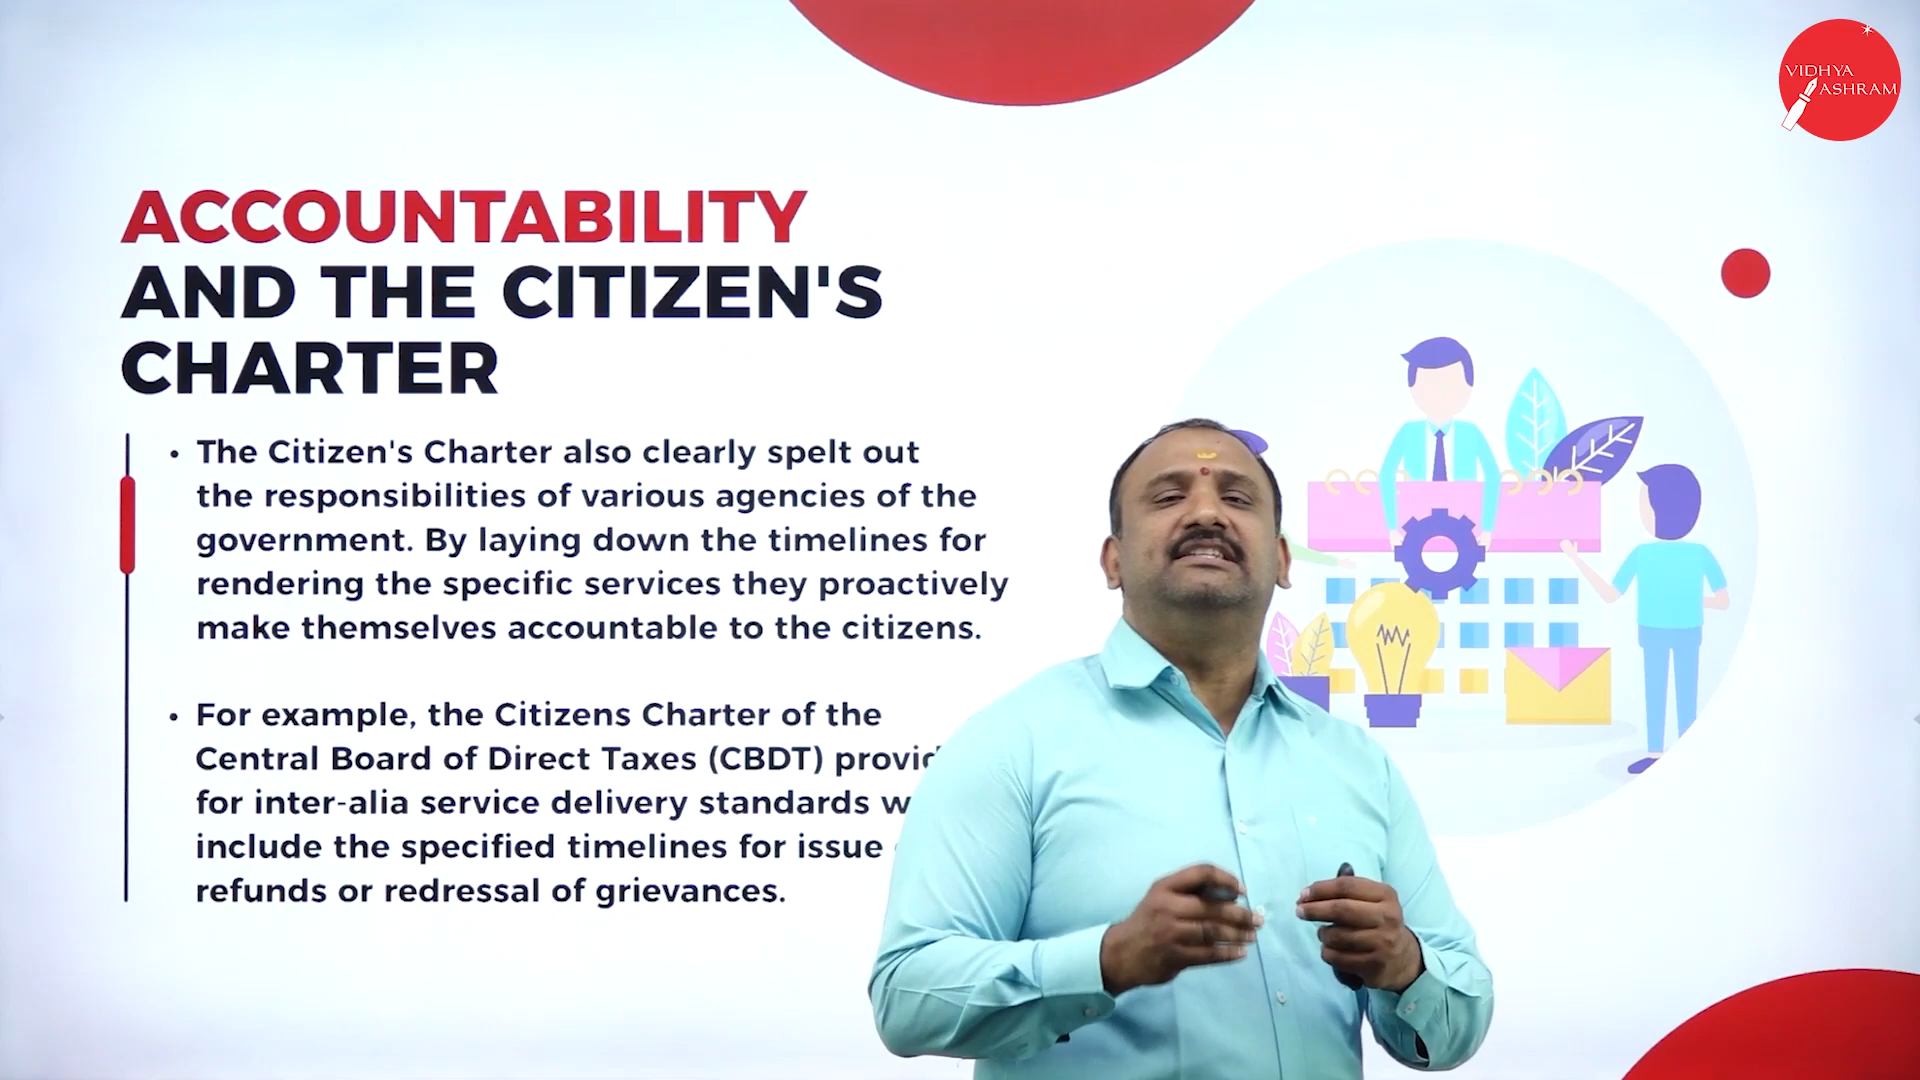 VIDHYA
ASHRAM
ACCOUNTABILITY
AND THE CITIZEN'S
CHARTER
• The Citizen's Charter also clearly spelt out
the responsibilities of various agencies of the
government. By laying down the timelines for
rendering the specific services they proactively
make themselves accountable to the citizens.
• For example, the Citizens Charter of the
Central Board of Direct Taxes (CBDT)
for inter-alia service delivery standards
include the specified timelines for issue
refunds or redressal of grievances.